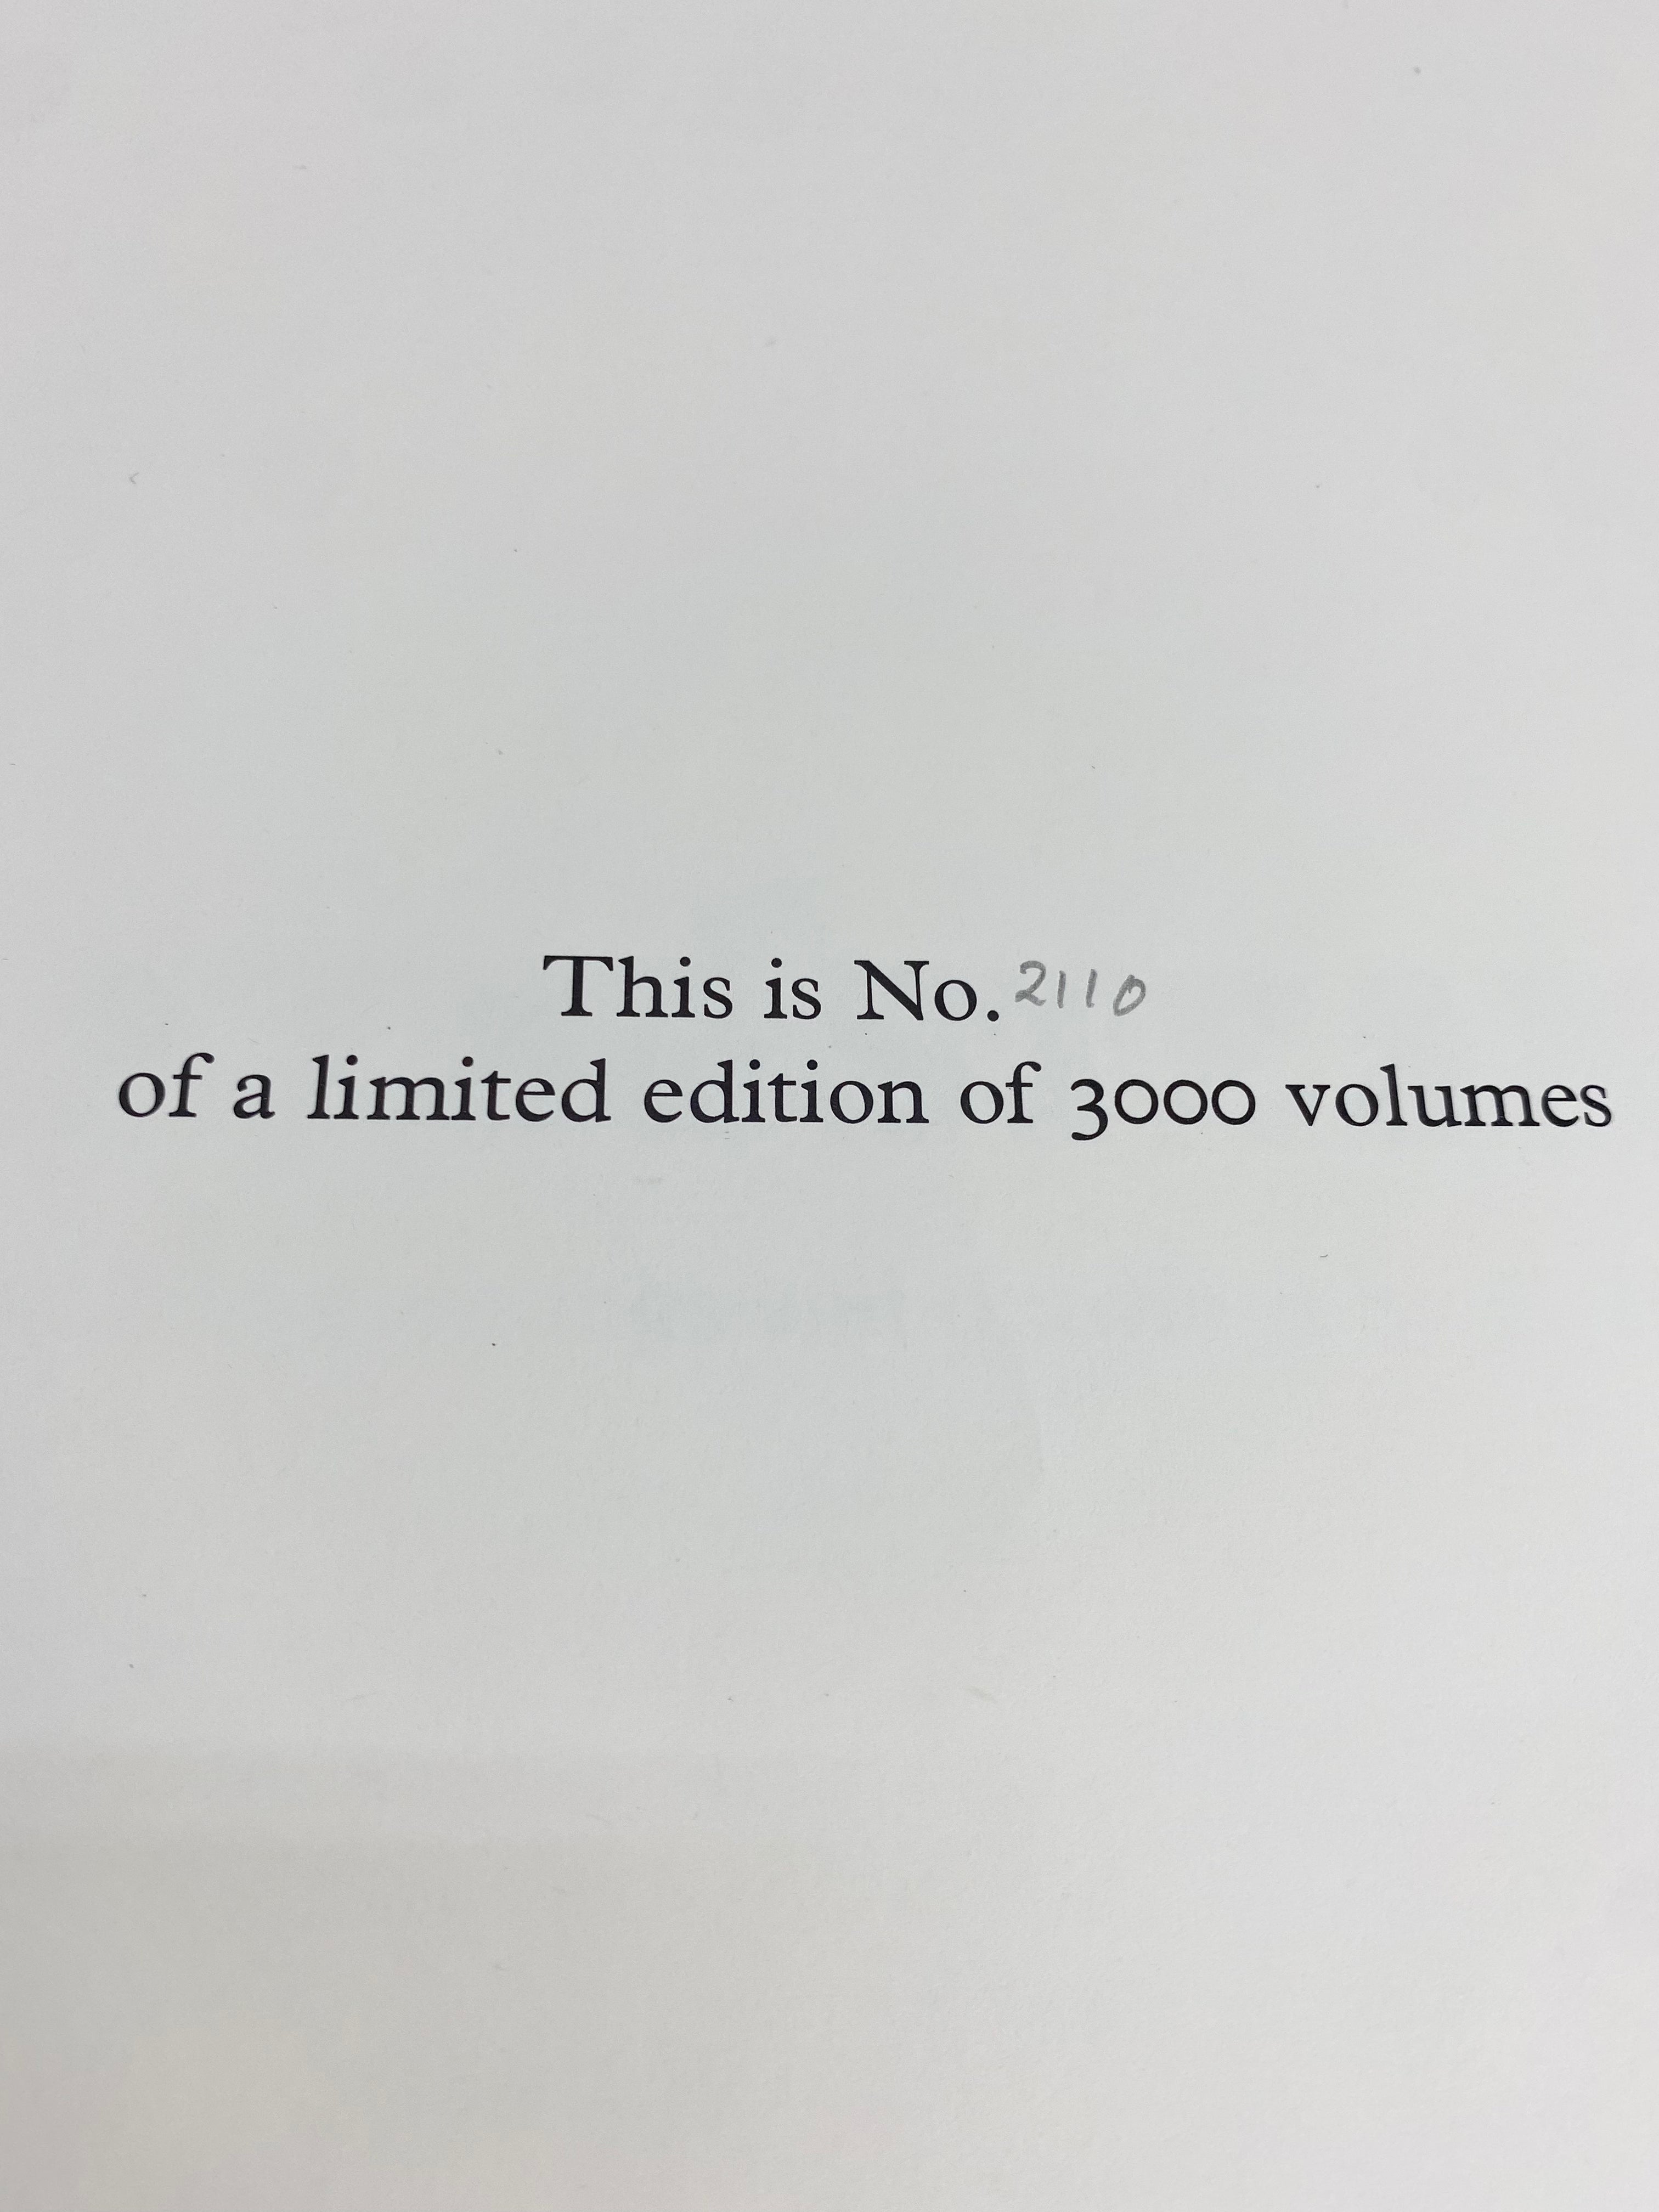 This is No. 2110
of a limited edition of 3000 volumes